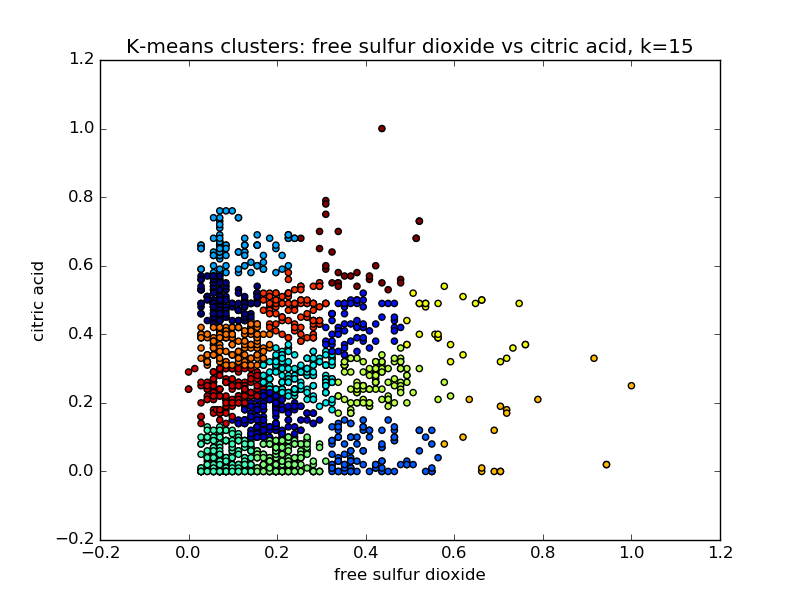 K-means clusters: free sulfur dioxide vs citric acid, k=15
1.2
1.0
0.8
0.6
0.4
0.2
0.0
−0.2
citric acid
−0.2 0.0 0.2 0.4 0.6 0.8 1.0 1.2
free sulfur dioxide